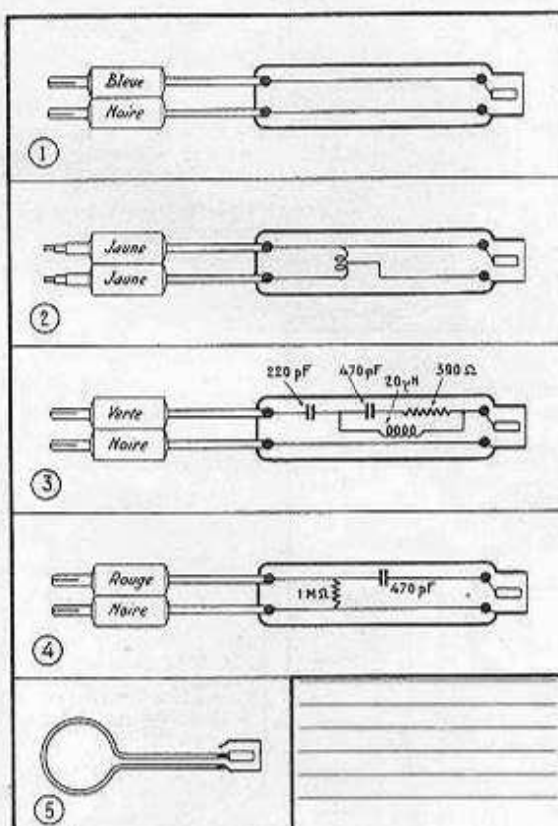 Bleue
Noire
1
Jaune
Jaune
2
220 pF
470 pF
20 µH
300 Ω
Verte
Noire
3
Rouge
Noire
1 MΩ
470 pF
4
5